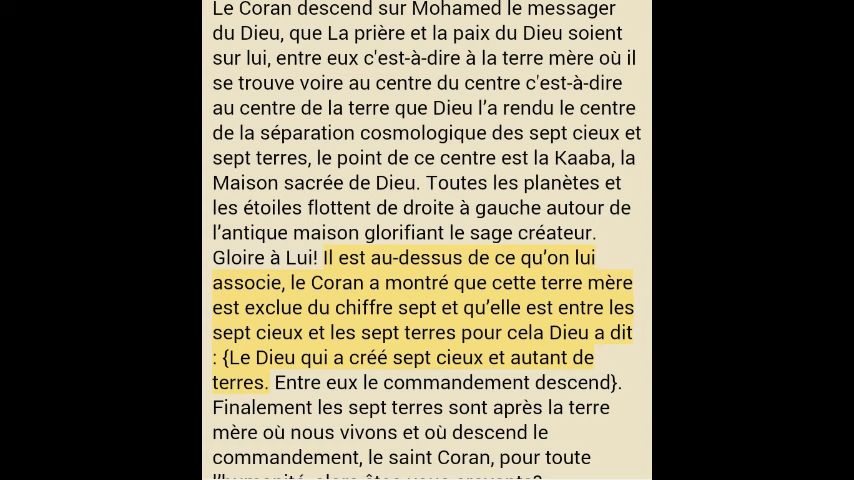 Le Coran descend sur Mohamed le messager
du Dieu, que La prière et la paix du Dieu soient
sur lui, entre eux c'est-à-dire à la terre mère où il
se trouve voire au centre du centre c'est-à-dire
au centre de la terre que Dieu l’a rendu le centre
de la séparation cosmologique des sept cieux et
sept terres, le point de ce centre est la Kaaba, la
Maison sacrée de Dieu. Toutes les planètes et
les étoiles flottent de droite à gauche autour de
l’antique maison glorifiant le sage créateur.
Gloire à Lui! Il est au-dessus de ce qu’on lui
associe, le Coran a montré que cette terre mère
est exclue du chiffre sept et qu’elle est entre les
sept cieux et les sept terres pour cela Dieu a dit
: {Le Dieu qui a créé sept cieux et autant de
terres. Entre eux le commandement descend}.
Finalement les sept terres sont après la terre
mère où nous vivons et où descend le
commandement, le saint Coran, pour toute